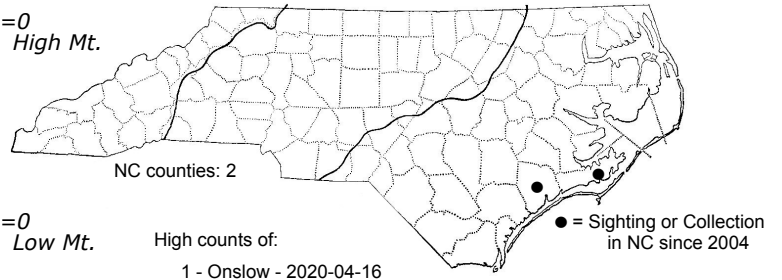 =0
High Mt.
NC counties: 2
=0
Low Mt.
High counts of:
1 - Onslow - 2020-04-16
● = Sighting or Collection
in NC since 2004